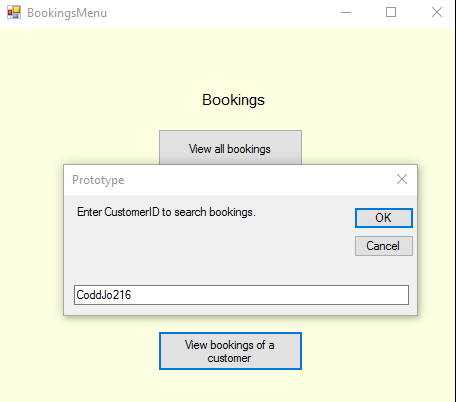 BookingsMenu
Bookings
View all bookings
Prototype
Enter CustomerID to search bookings.
OK
Cancel
CoddJo216
View bookings of a
customer